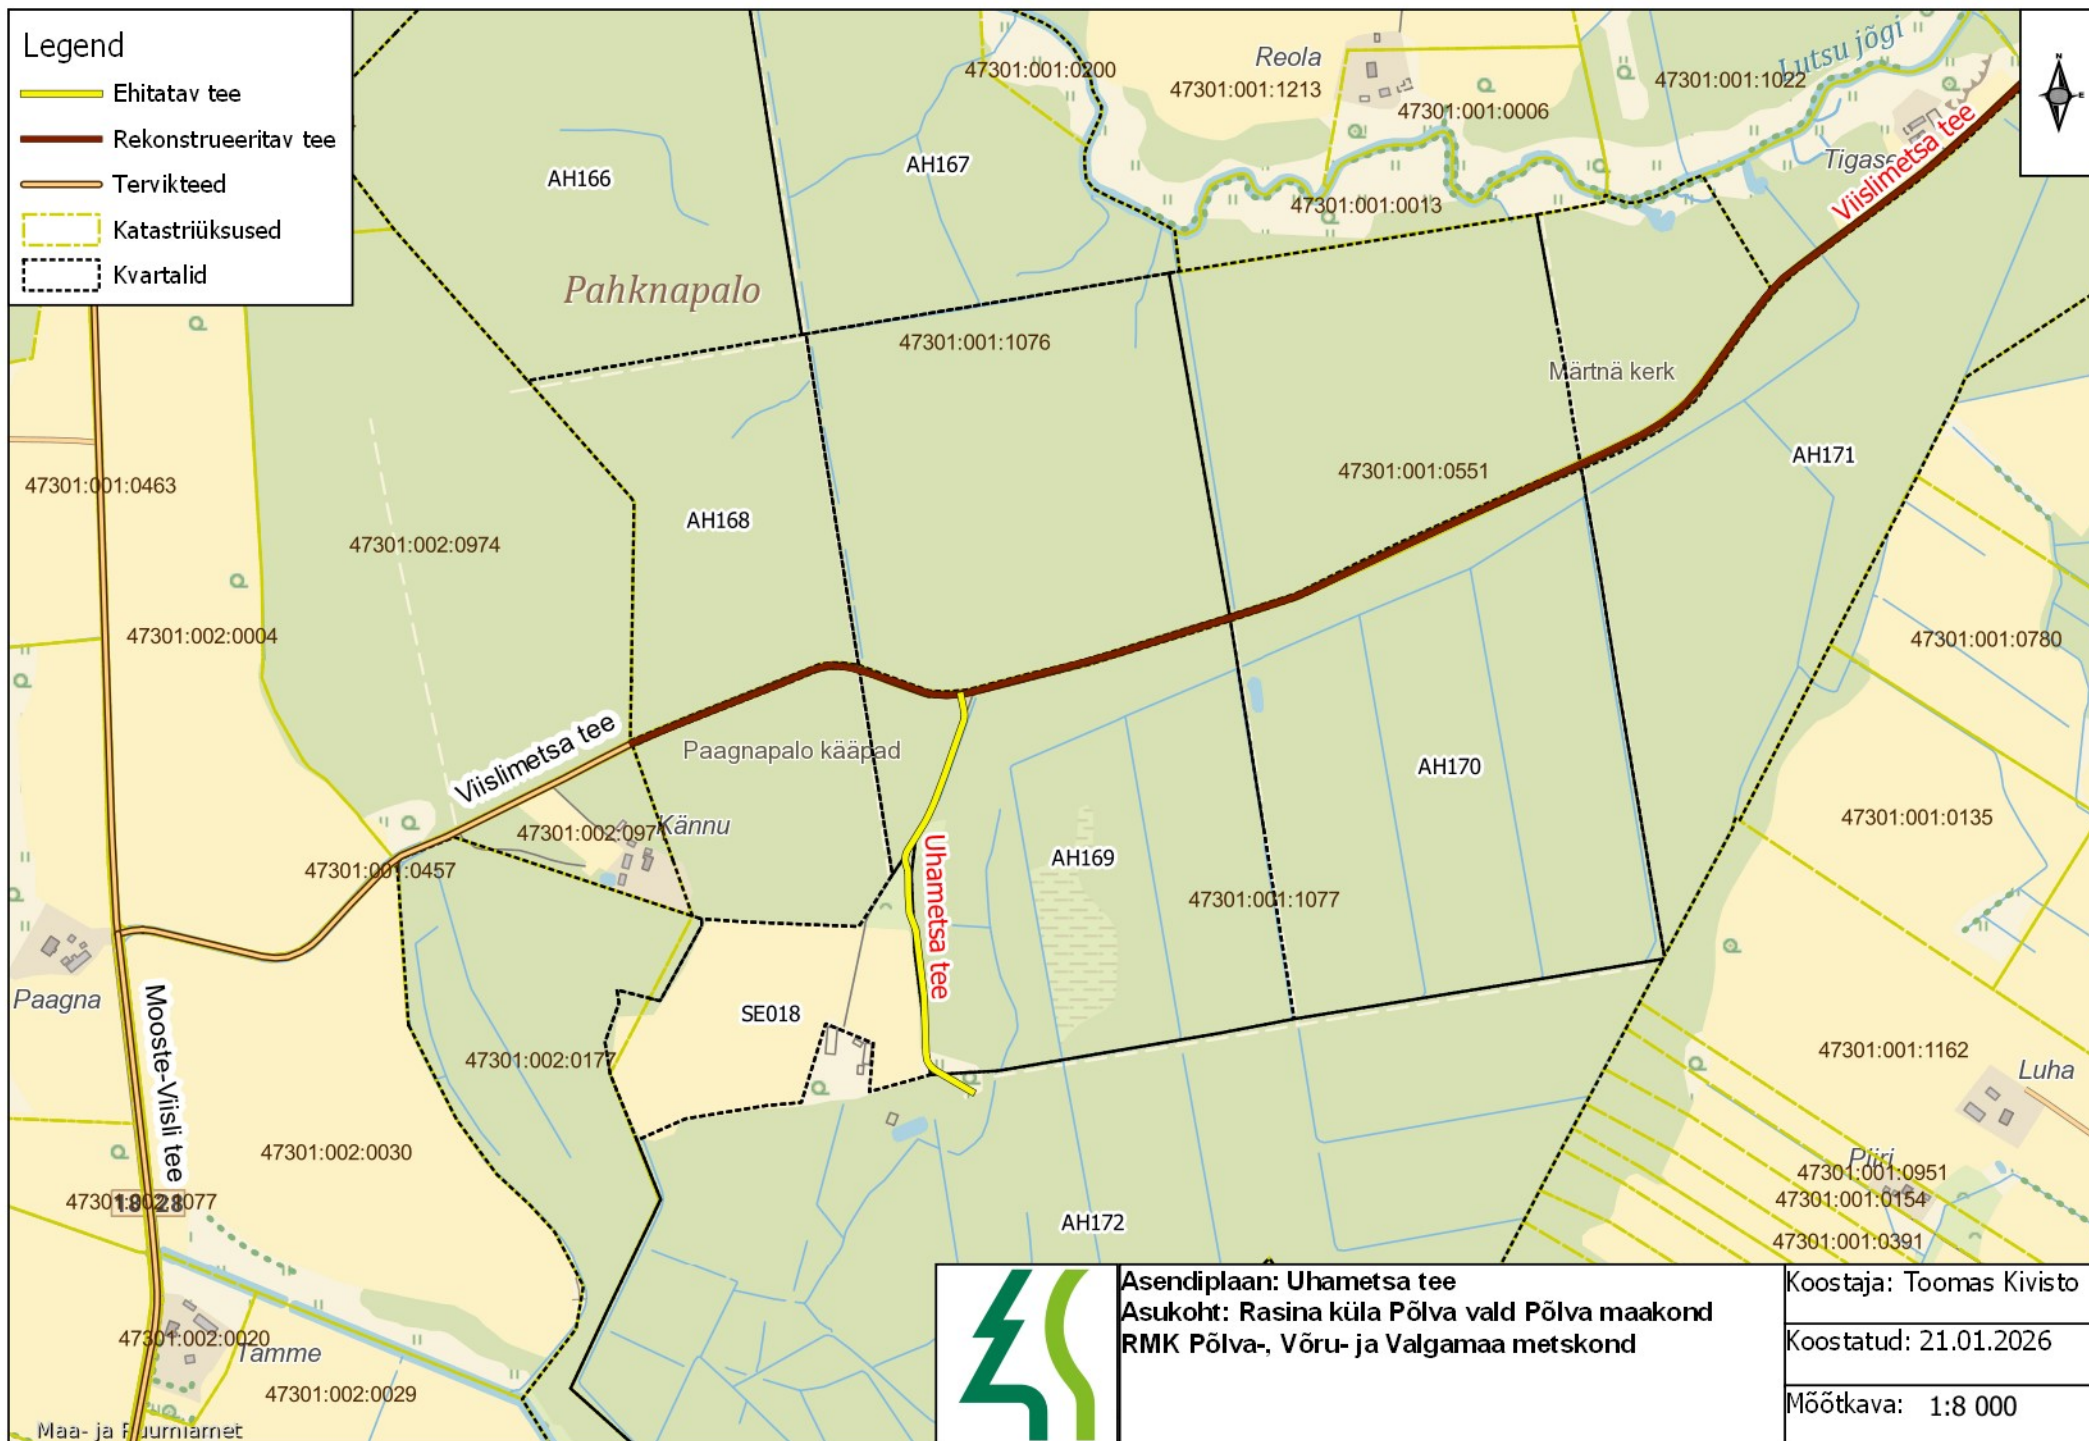 Legend
Ehitatav tee
Rekonstrueeritav tee
Tervikteed
Katastriüksused
Kvartalid
Reola
47301:001:0200
47301:001:1213
47301:001:0006
47301:001:1022
Lutsu jõgi
N
E
AH166
AH167
47301:001:0013
Viislimetsa tee
Pahknapalo
47301:001:1076
Märtnä kerk
47301:001:0463
AH168
47301:001:0551
AH171
47301:002:0974
47301:002:0004
47301:001:0780
Viislimetsa tee
Paagnapalo kääpad
AH170
Kännu
47301:001:0457
Uhametsa tee
AH169
47301:001:0135
47301:001:1077
Paagna
SE018
Mooste-Viisli tee
47301:002:0177
47301:001:1162
Luha
47301:002:0030
Piiri
47301:001:0951
47301:001:0154
47301:001:0391
AH172
47301:002:0020
Tamme
47301:002:0029
Maa- ja Ruumiamet
Asendiplaan: Uhametsa tee
Asukoht: Rasina küla Põlva vald Põlva maakond
RMK Põlva-, Võru- ja Valgamaa metskond
Koostaja: Toomas Kivisto
Koostatud: 21.01.2026
Mõõtkava: 1:8 000